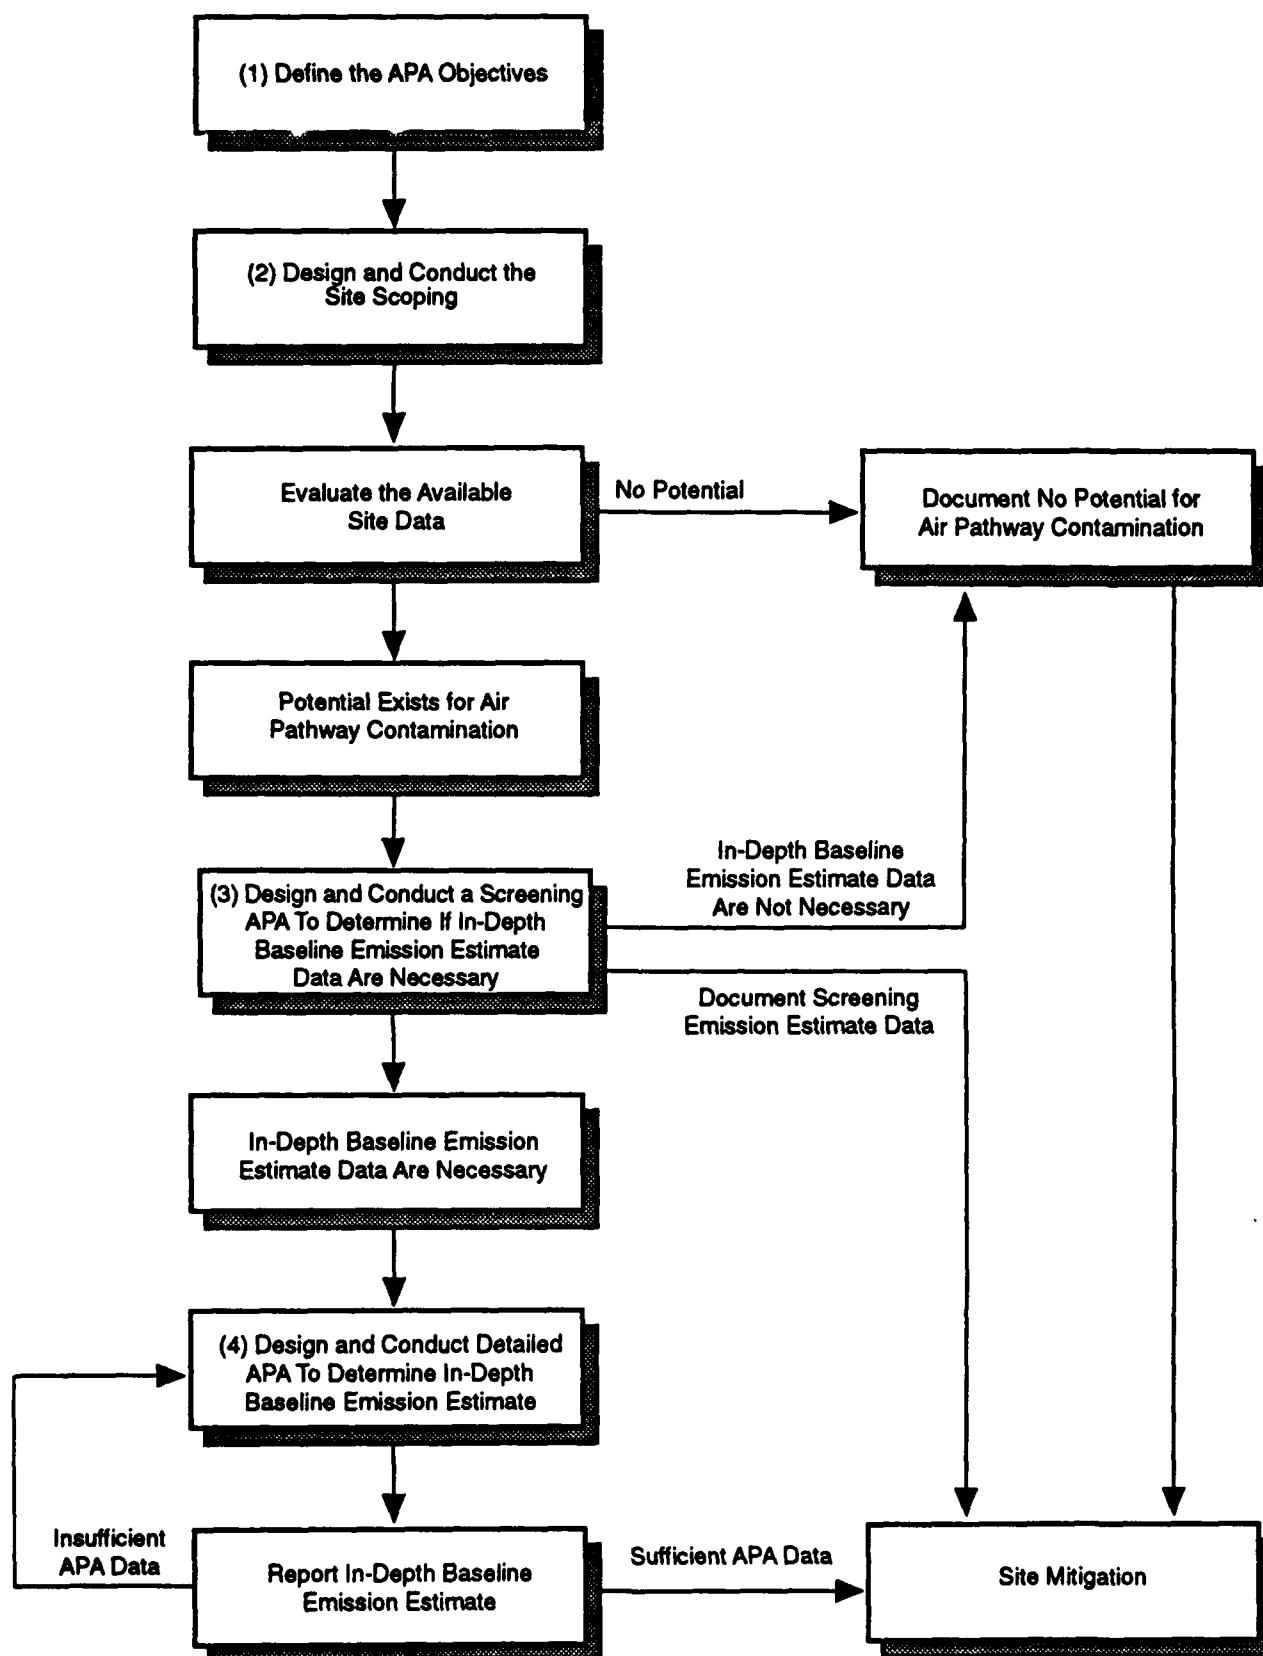 (1) Define the APA Objectives
(2) Design and Conduct the
Site Scoping
Evaluate the Available
Site Data
No Potential
Document No Potential for
Air Pathway Contamination
Potential Exists for Air
Pathway Contamination
(3) Design and Conduct a Screening
APA To Determine If In-Depth
Baseline Emission Estimate
Data Are Necessary
In-Depth Baseline
Emission Estimate Data
Are Not Necessary
Document Screening
Emission Estimate Data
In-Depth Baseline Emission
Estimate Data Are Necessary
(4) Design and Conduct Detailed
APA To Determine In-Depth
Baseline Emission Estimate
Insufficient
APA Data
Report In-Depth Baseline
Emission Estimate
Sufficient APA Data
Site Mitigation